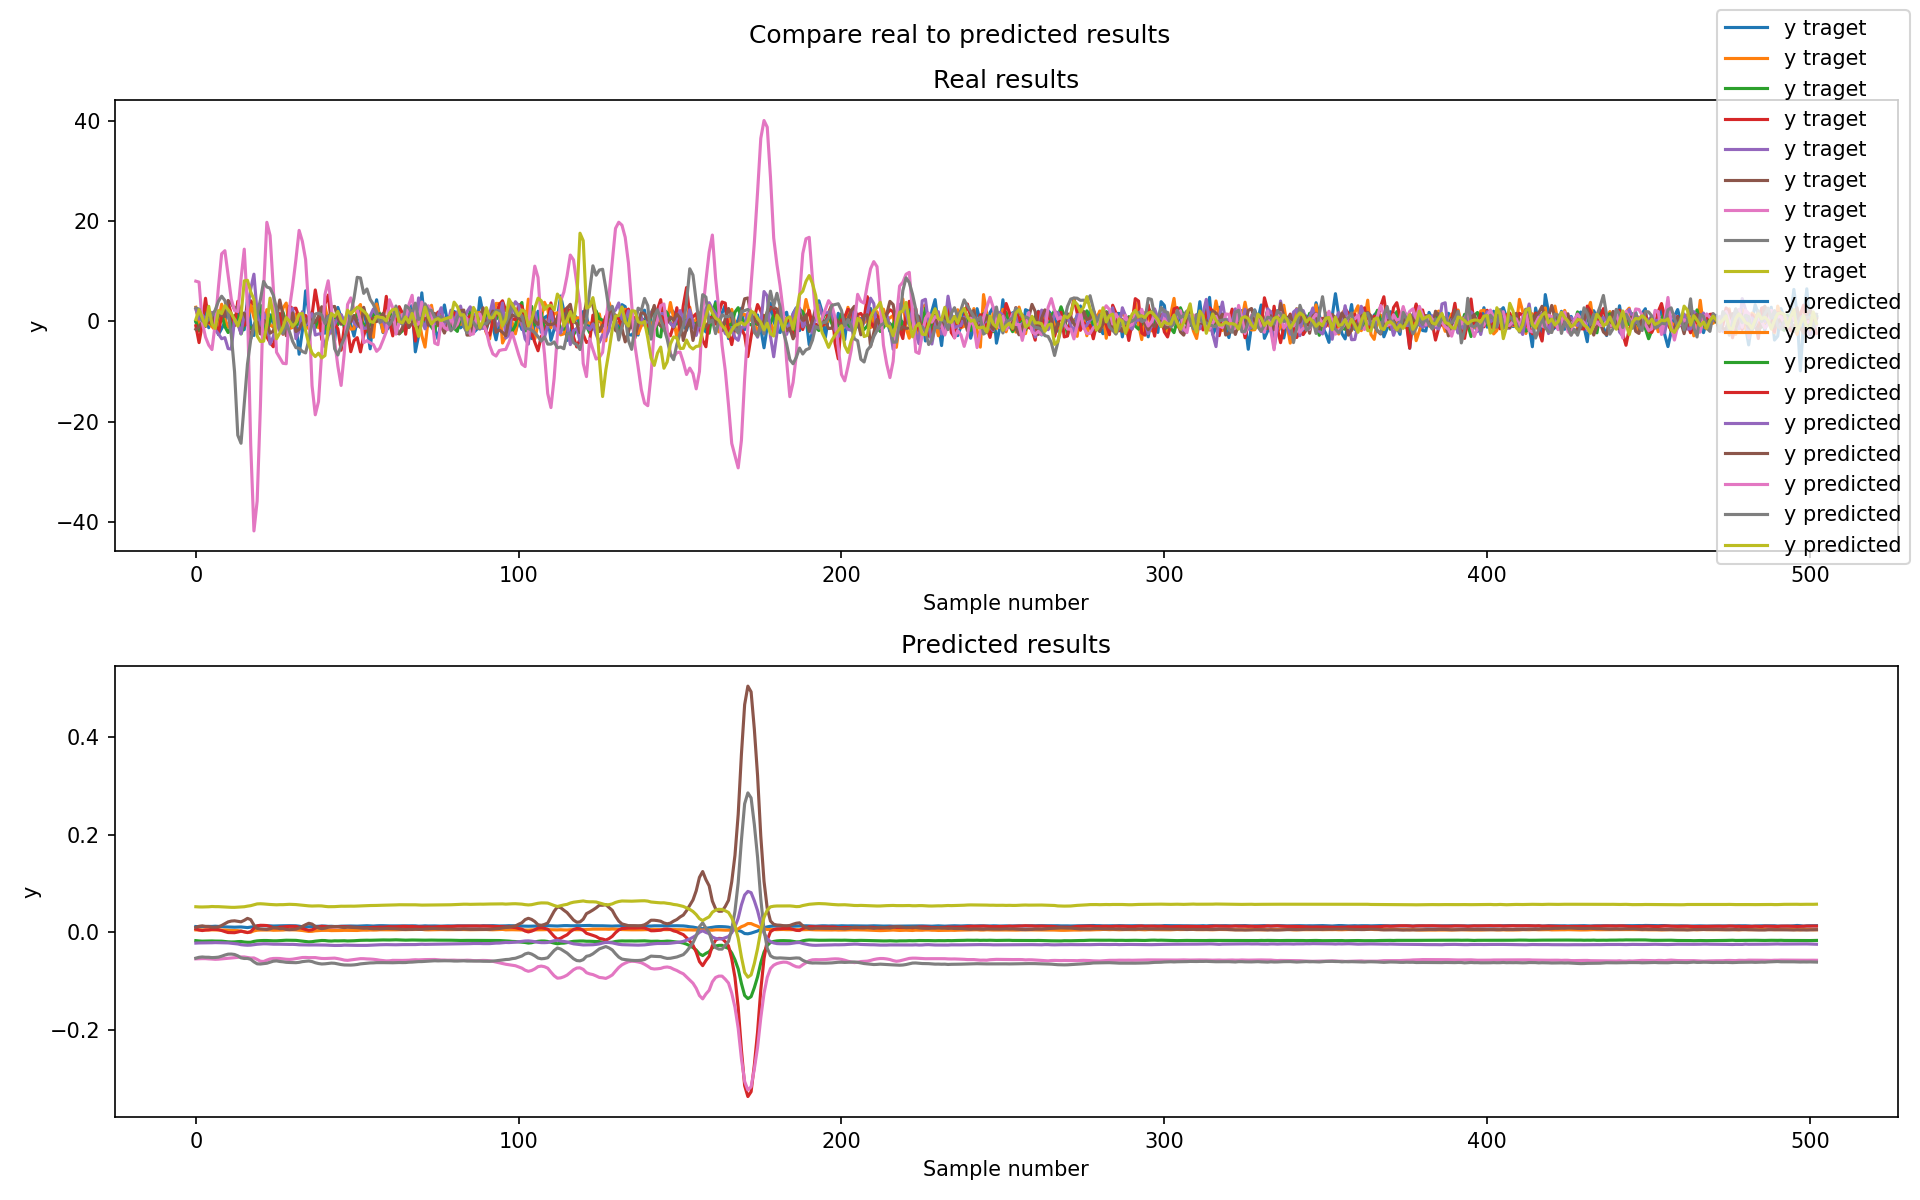 Compare real to predicted results
Real results
y traget
y traget
y traget
y traget
y traget
y traget
y traget
y traget
y traget
y predicted
y predicted
y predicted
y predicted
y predicted
y predicted
y predicted
y predicted
y predicted
40
20
0
−20
−40
y
0 100 200 300 400 500
Sample number
Predicted results
0.4
0.2
0.0
−0.2
y
0 100 200 300 400 500
Sample number